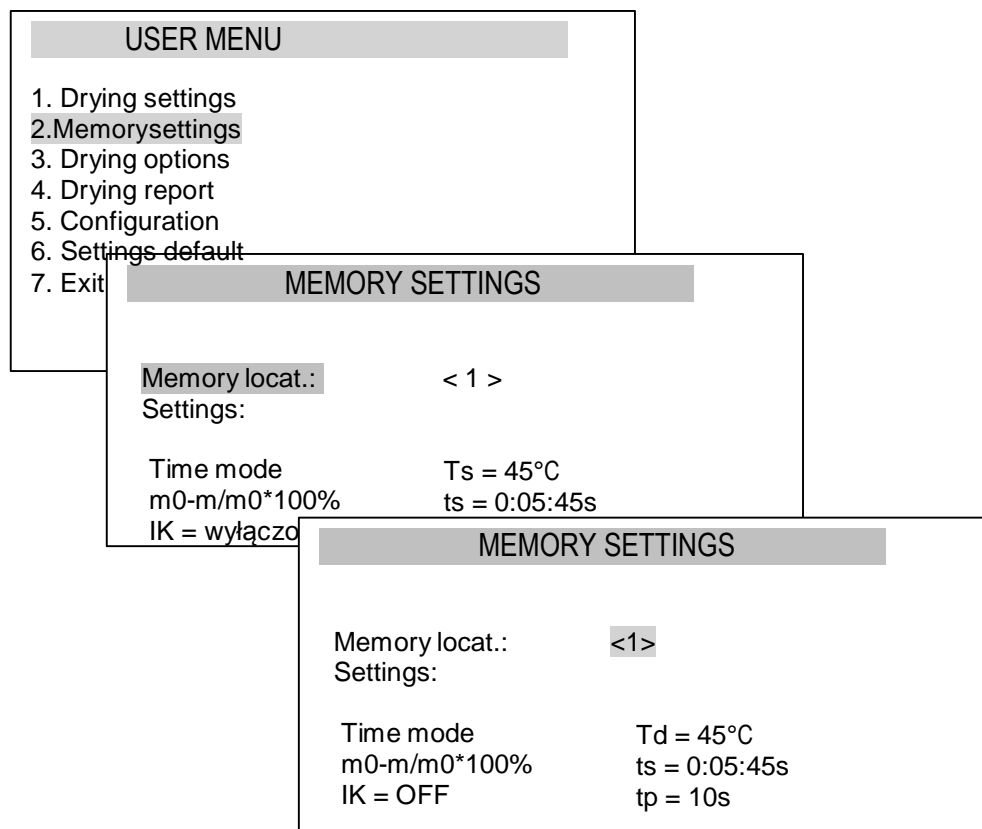 USER MENU
1. Drying settings
2.Memorysettings
3. Drying options
4. Drying report
5. Configuration
6. Settings default
7. Exit
MEMORY SETTINGS
Memory locat.: < 1 >
Settings:
Time mode Ts = 45°C
m0-m/m0*100% ts = 0:05:45s
IK = wyłączo
MEMORY SETTINGS
Memory locat.: <1>
Settings:
Time mode Td = 45°C
m0-m/m0*100% ts = 0:05:45s
IK = OFF tp = 10s